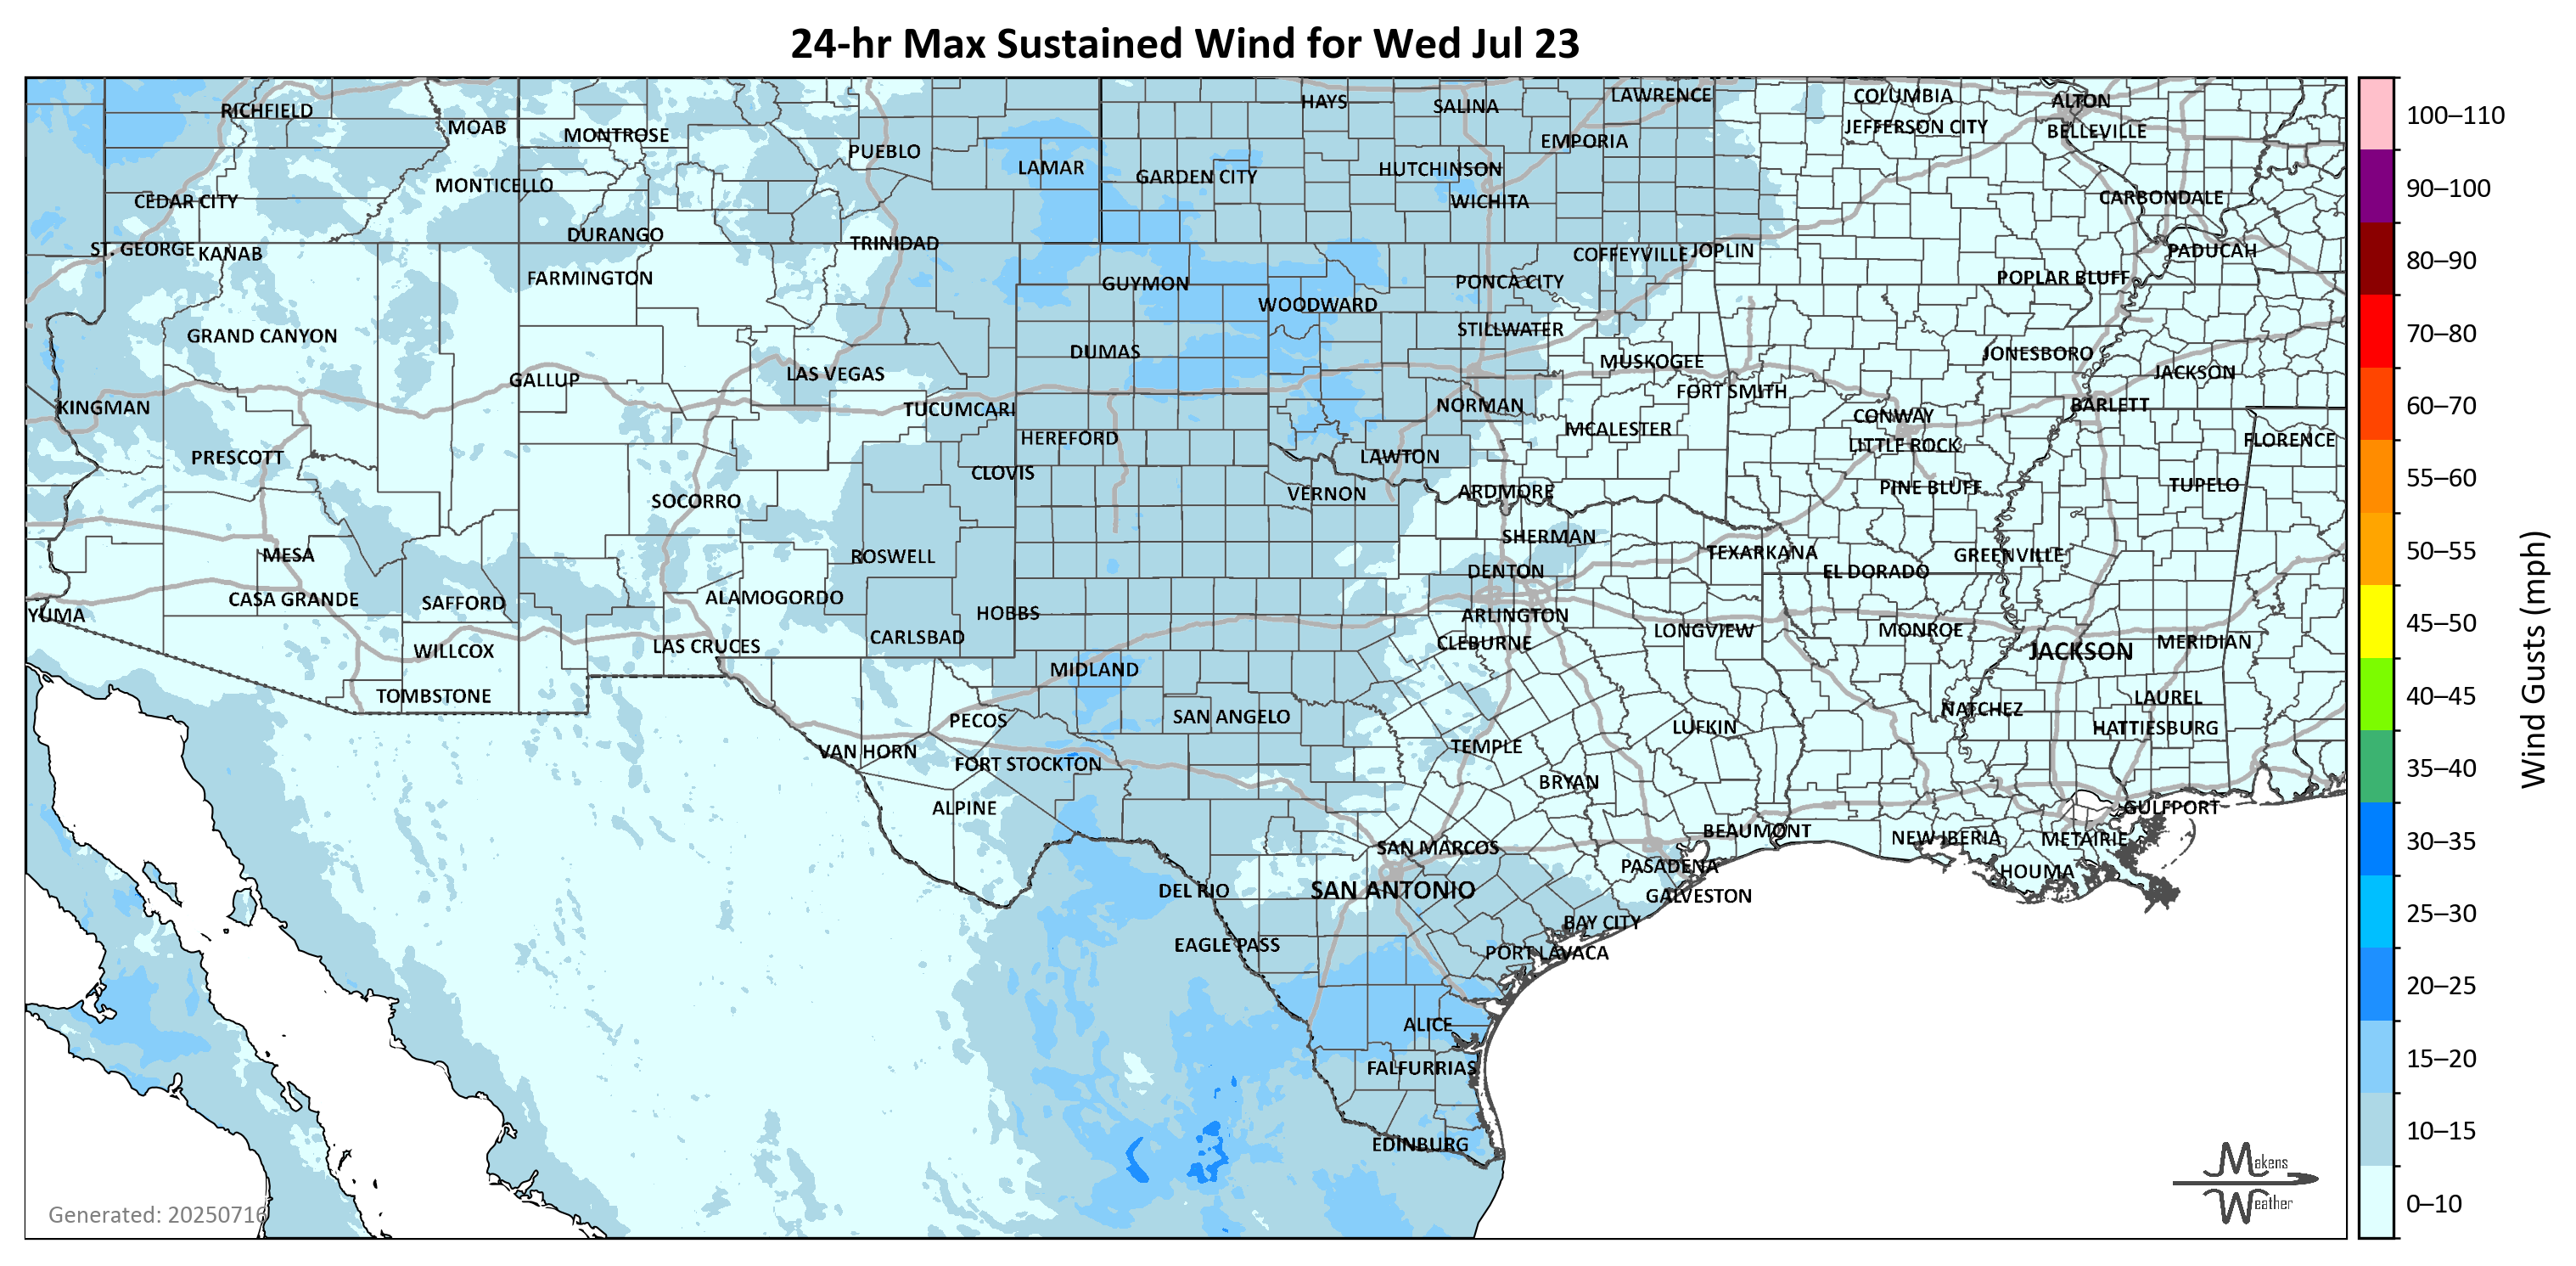 24-hr Max Sustained Wind for Wed Jul 23
RICHFIELD
MOAB
MONTROSE
PUEBLO
LAMAR
HAYS
SALINA
LAWRENCE
COLUMBIA
ALTON
JEFFERSON CITY
BELLEVILLE
EMPORIA
GARDEN CITY
HUTCHINSON
MONTICELLO
CEDAR CITY
WICHITA
CARBONDALE
DURANGO
TRINIDAD
ST. GEORGE
KANAB
COFFEYVILLE
JOPLIN
PADUCAH
FARMINGTON
GUYMON
PONCA CITY
POPLAR BLUFF
WOODWARD
GRAND CANYON
STILLWATER
DUMAS
MUSKOGEE
JONESBORO
GALLUP
LAS VEGAS
JACKSON
FORT SMITH
KINGMAN
TUCUMCARI
NORMAN
CONWAY
BARLETT
HEREFORD
MCALESTER
LITTLE ROCK
FLORENCE
PRESCOTT
CLOVIS
LAWTON
SOCORRO
VERNON
ARDMORE
PINE BLUFF
TUPELO
MESA
ROSWELL
SHERMAN
TEXARKANA
GREENVILLE
DENTON
EL DORADO
CASA GRANDE
SAFFORD
ALAMOGORDO
YUMA
HOBBS
ARLINGTON
LAS CRUCES
CARLSBAD
CLEBURNE
LONGVIEW
MONROE
JACKSON
MERIDIAN
WILLCOX
MIDLAND
TOMBSTONE
PECOS
SAN ANGELO
NATCHEZ
LAUREL
VAN HORN
TEMPLE
LUFKIN
HATTIESBURG
FORT STOCKTON
BRYAN
ALPINE
GULFPORT
SAN MARCOS
BEAUMONT
NEW IBERIA
METAIRIE
PASADENA
HOUMA
DEL RIO
SAN ANTONIO
GALVESTON
BAY CITY
EAGLE PASS
PORT LAVACA
ALICE
FALFURRIAS
EDINBURG
Generated: 20250716
Makens
Weather
100–110
90–100
80–90
70–80
60–70
55–60
50–55
45–50
40–45
35–40
30–35
25–30
20–25
15–20
10–15
0–10
Wind Gusts (mph)